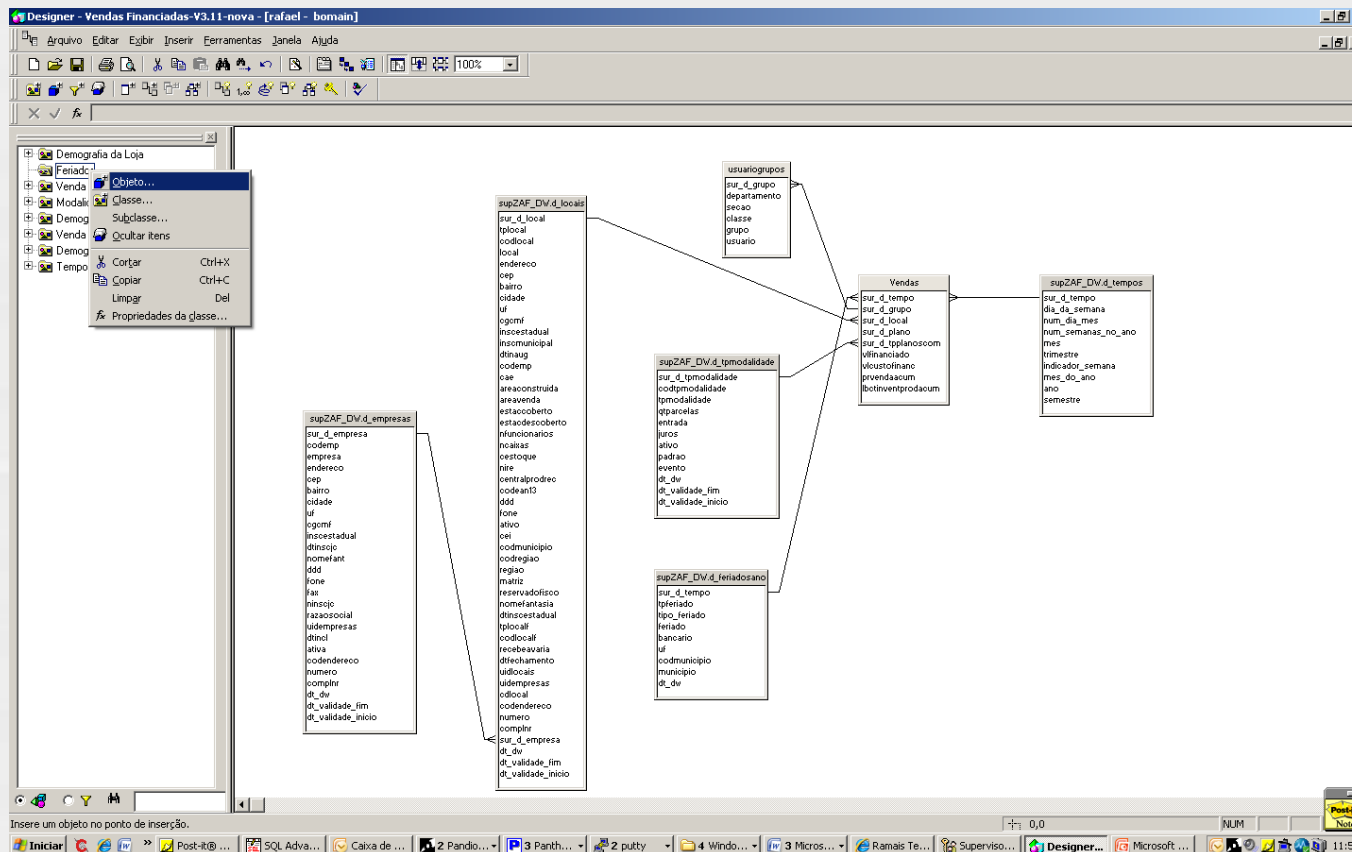 Designer - Vendas Financiadas-V3.11-nova - [rafael - bomain]
Arquivo Editar Exibir Inserir Ferramentas Janela Ajuda
100%
Demografia da Loja
Feriado
Venda
Modalid
Demog
Venda
Demog
Tempo
Objeto...
Classe...
Subclasse...
Ocultar itens
Cortar Ctrl+X
Copiar Ctrl+C
Limpar Del
Propriedades da classe...
supZAF_DW.d_empresas
sur_d_empresa
codemp
empresa
endereco
cep
bairro
cidade
uf
cgcmf
inscestadual
dtinscjc
nomefant
ddd
fone
fax
ninscjc
razaosocial
uidempresas
dtincl
ativa
codendereco
numero
complnr
dt_dw
dt_validade_fim
dt_validade_inicio
supZAF_DW.d_locais
sur_d_local
tplocal
codlocal
local
endereco
cep
bairro
cidade
uf
cgcmf
inscestadual
inscmunicipal
dtinaug
codemp
cae
areaconstruida
areavenda
estaccoberto
estacdescoberto
nfuncionarios
ncaixas
cestoque
nire
centralprodrec
codean13
ddd
fone
ativo
cei
codmunicipio
codregiao
regiao
matriz
reservadofisco
nomefantasia
dtinscestadual
tplocalf
codlocalf
recebeavaria
dtfechamento
uidlocais
uidempresas
cdlocal
codendereco
numero
complnr
sur_d_empresa
dt_dw
dt_validade_fim
dt_validade_inicio
usuariogrupos
sur_d_grupo
departamento
secao
classe
grupo
usuario
supZAF_DW.d_tpmodalidade
sur_d_tpmodalidade
codtpmodalidade
tpmodalidade
qtparcelas
entrada
juros
ativo
padrao
evento
dt_dw
dt_validade_fim
dt_validade_inicio
supZAF_DW.d_feriadosano
sur_d_tempo
tpferiado
tipo_feriado
feriado
bancario
uf
codmunicipio
municipio
dt_dw
Vendas
sur_d_tempo
sur_d_grupo
sur_d_local
sur_d_plano
sur_d_tpplanoscom
vlfinanciado
vlcustofinanc
prvendaacum
lbctinventprodacum
supZAF_DW.d_tempos
sur_d_tempo
dia_da_semana
num_dia_mes
num_semanas_no_ano
mes
trimestre
indicador_semana
mes_do_ano
ano
semestre
Insere um objeto no ponto de inserção.
0,0
NUM
Post-i
Note
Iniciar
»
Post-it® ...
SQL Adva...
Caixa de ...
2 Pandio...
3 Panth...
2 putty
4 Windo...
3 Micros...
Ramais Te...
Superviso...
Designer...
Microsoft ...
11:5